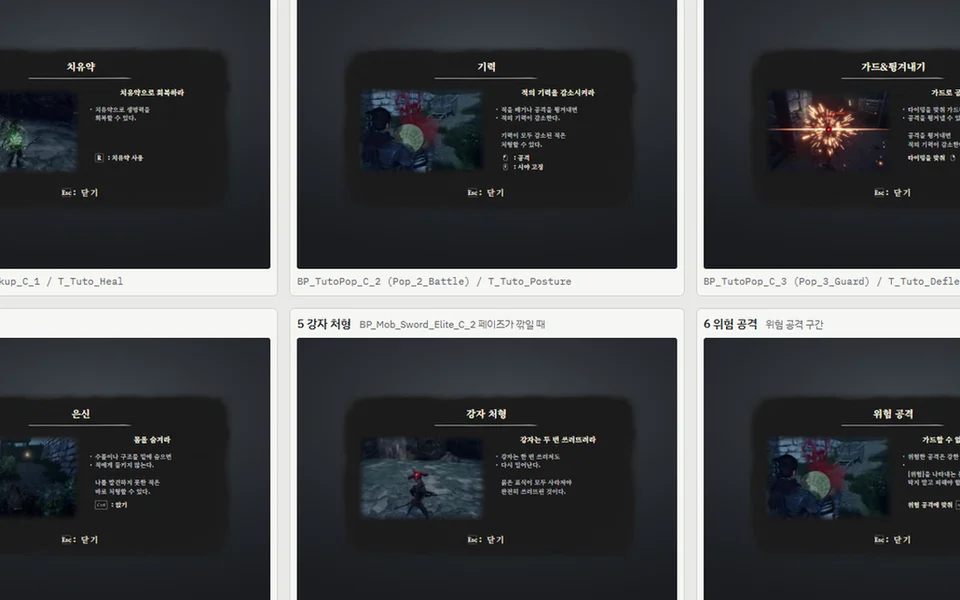 치유약
치유약으로 회복하라
· 치유약으로 생명력을
회복할 수 있다.
R : 치유약 사용
Esc : 닫기
kup_C_1 / T_Tuto_Heal
기력
적의 기력을 감소시켜라
· 적을 베거나 공격을 튕겨내면
· 적의 기력이 감소한다.
기력이 모두 감소된 적은
처형할 수 있다.
: 공격
: 시야 고정
Esc : 닫기
BP_TutoPop_C_2 (Pop_2_Battle) / T_Tuto_Posture
가드&튕겨내기
가드로 공
· 타이밍을 맞춰 가드
· 공격을 튕겨낼 수 있
공격을 튕겨내면
적의 기력이 감소한
타이밍을 맞춰
Esc : 닫기
BP_TutoPop_C_3 (Pop_3_Guard) / T_Tuto_Defle
은신
몸을 숨겨라
· 수풀이나 구조물 밑에 숨으면
· 적에게 들키지 않는다.
나를 발견하지 못한 적은
바로 처형할 수 있다.
: 앉기
Esc : 닫기
5 강자 처형 BP_Mob_Sword_Elite_C_2 페이즈가 깎일 때
강자 처형
강자는 두 번 쓰러뜨려라
· 강자는 한 번 쓰러져도
다시 일어난다.
붉은 표식이 모두 사라져야
완전히 쓰러뜨린 것이다.
Esc : 닫기
6 위험 공격 위험 공격 구간
위험 공격
가드할 수 없
· 위험한 공격은 강한
·
[위험]을 나타내는
막지 말고 피해야
위험 공격에 맞춰
Esc : 닫기